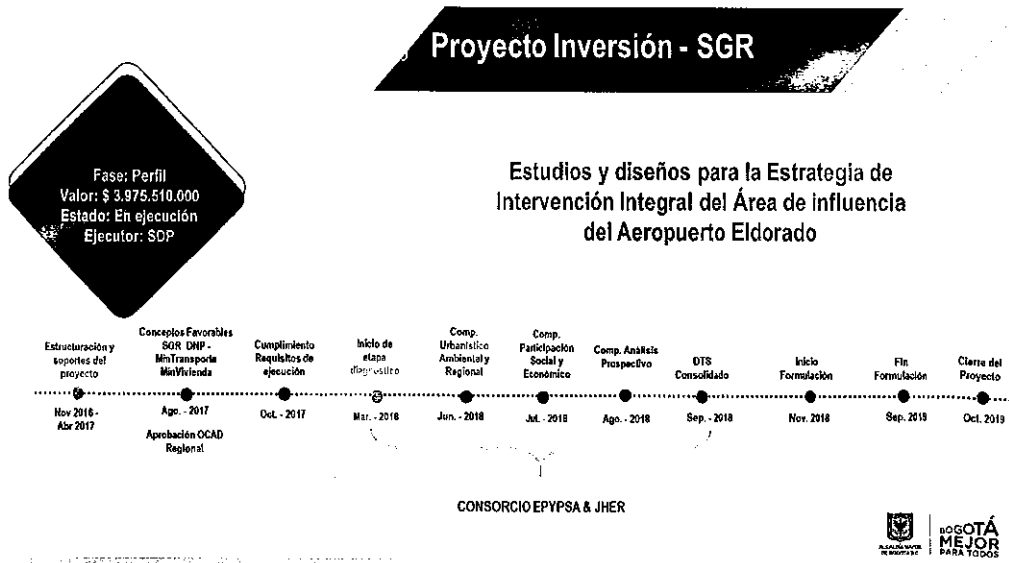 Proyecto Inversión - SGR
Fase: Perfil
Valor: $ 3.975.510.000
Estado: En ejecución
Ejecutor: SDP
Estudios y diseños para la Estrategia de
Intervención Integral del Área de influencia
del Aeropuerto Eldorado
Estructuración y
soportes del
proyecto
Nov 2016 -
Abr 2017
Conceptos Favorables
SGR DNP -
MinTransporte
MinVivienda
Ago. - 2017
Aprobación OCAD
Regional
Cumplimiento
Requisitos de
ejecución
Oct. - 2017
Inicio de
etapa
diagnostico
Mar. - 2018
Comp.
Urbanístico
Ambiental y
Regional
Jun. - 2018
Comp.
Participación
Social y
Económico
Jul. - 2018
Comp. Análisis
Prospectivo
Ago. - 2018
DTS
Consolidado
Sep. - 2018
Inicio
Formulación
Nov. 2018
Fin
Formulación
Sep. 2019
Cierre del
Proyecto
Oct. 2019
CONSORCIO EPYPSA & JHER
ALCALDÍA MAYOR
DE BOGOTÁ D.C.
BOGOTÁ
MEJOR
PARA TODOS